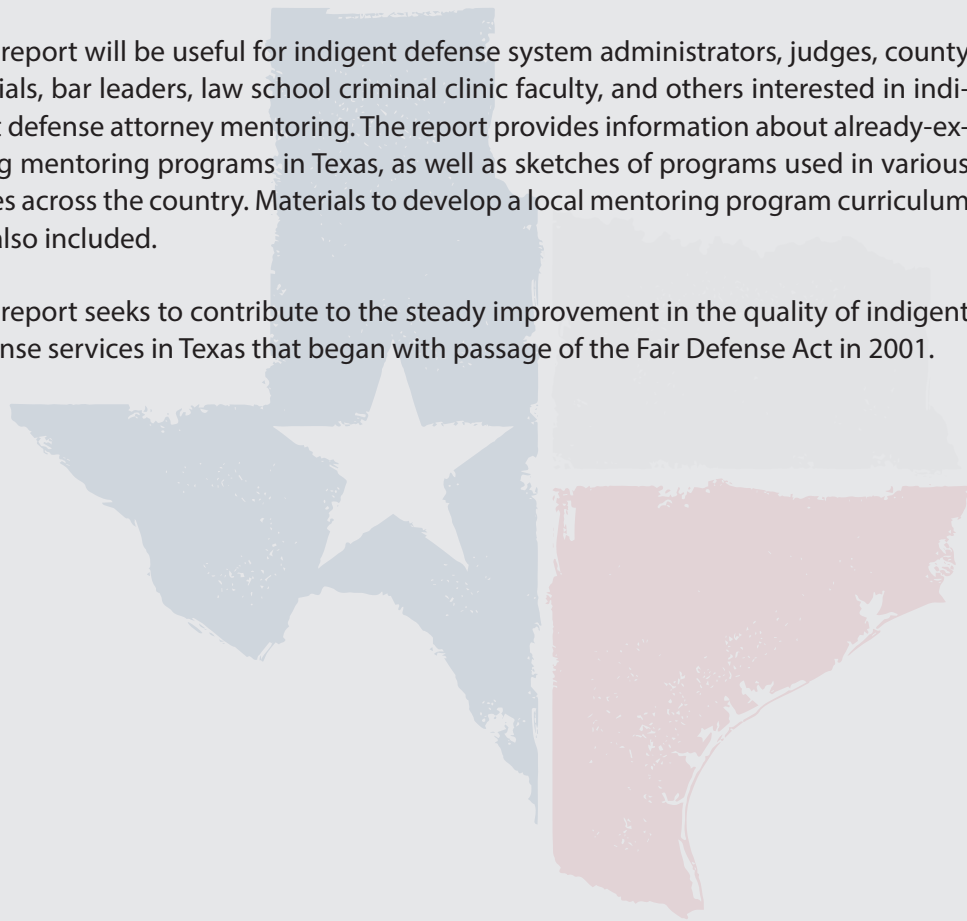 report will be useful for indigent defense system administrators, judges, county
ials, bar leaders, law school criminal clinic faculty, and others interested in indi-
t defense attorney mentoring. The report provides information about already-ex-
g mentoring programs in Texas, as well as sketches of programs used in various
es across the country. Materials to develop a local mentoring program curriculum
also included.
report seeks to contribute to the steady improvement in the quality of indigent
nse services in Texas that began with passage of the Fair Defense Act in 2001.